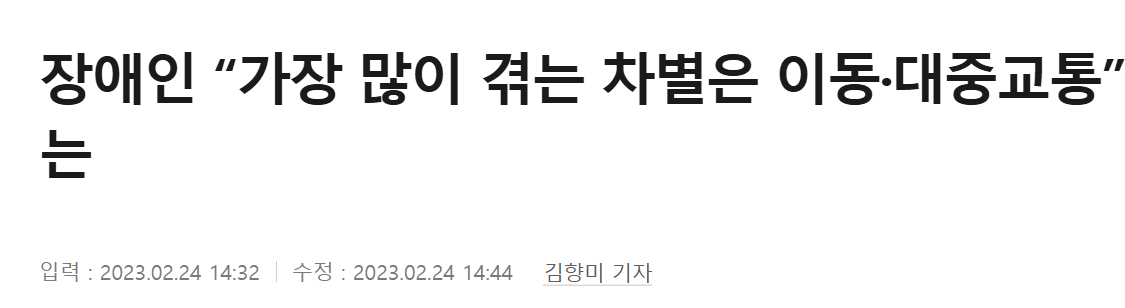 장애인 “가장 많이 겪는 차별은 이동·대중교통”
는
입력 : 2023.02.24 14:32 수정 : 2023.02.24 14:44 김향미 기자